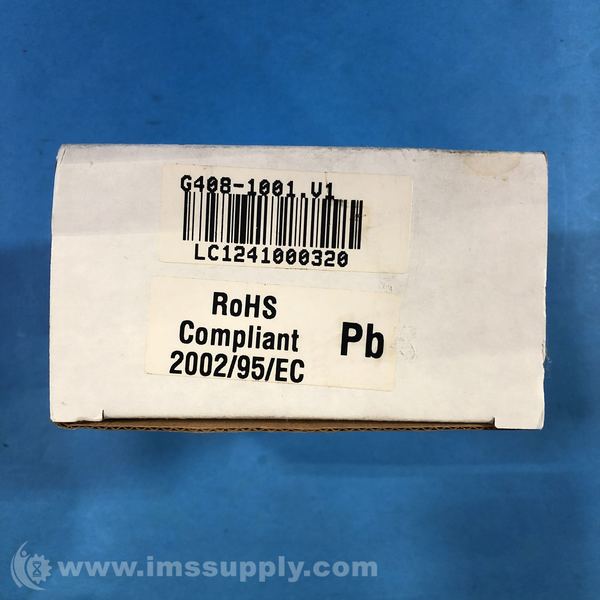 G408-1001.V1
LC1241000320
RoHS
Compliant
2002/95/EC
Pb
www.imssupply.com